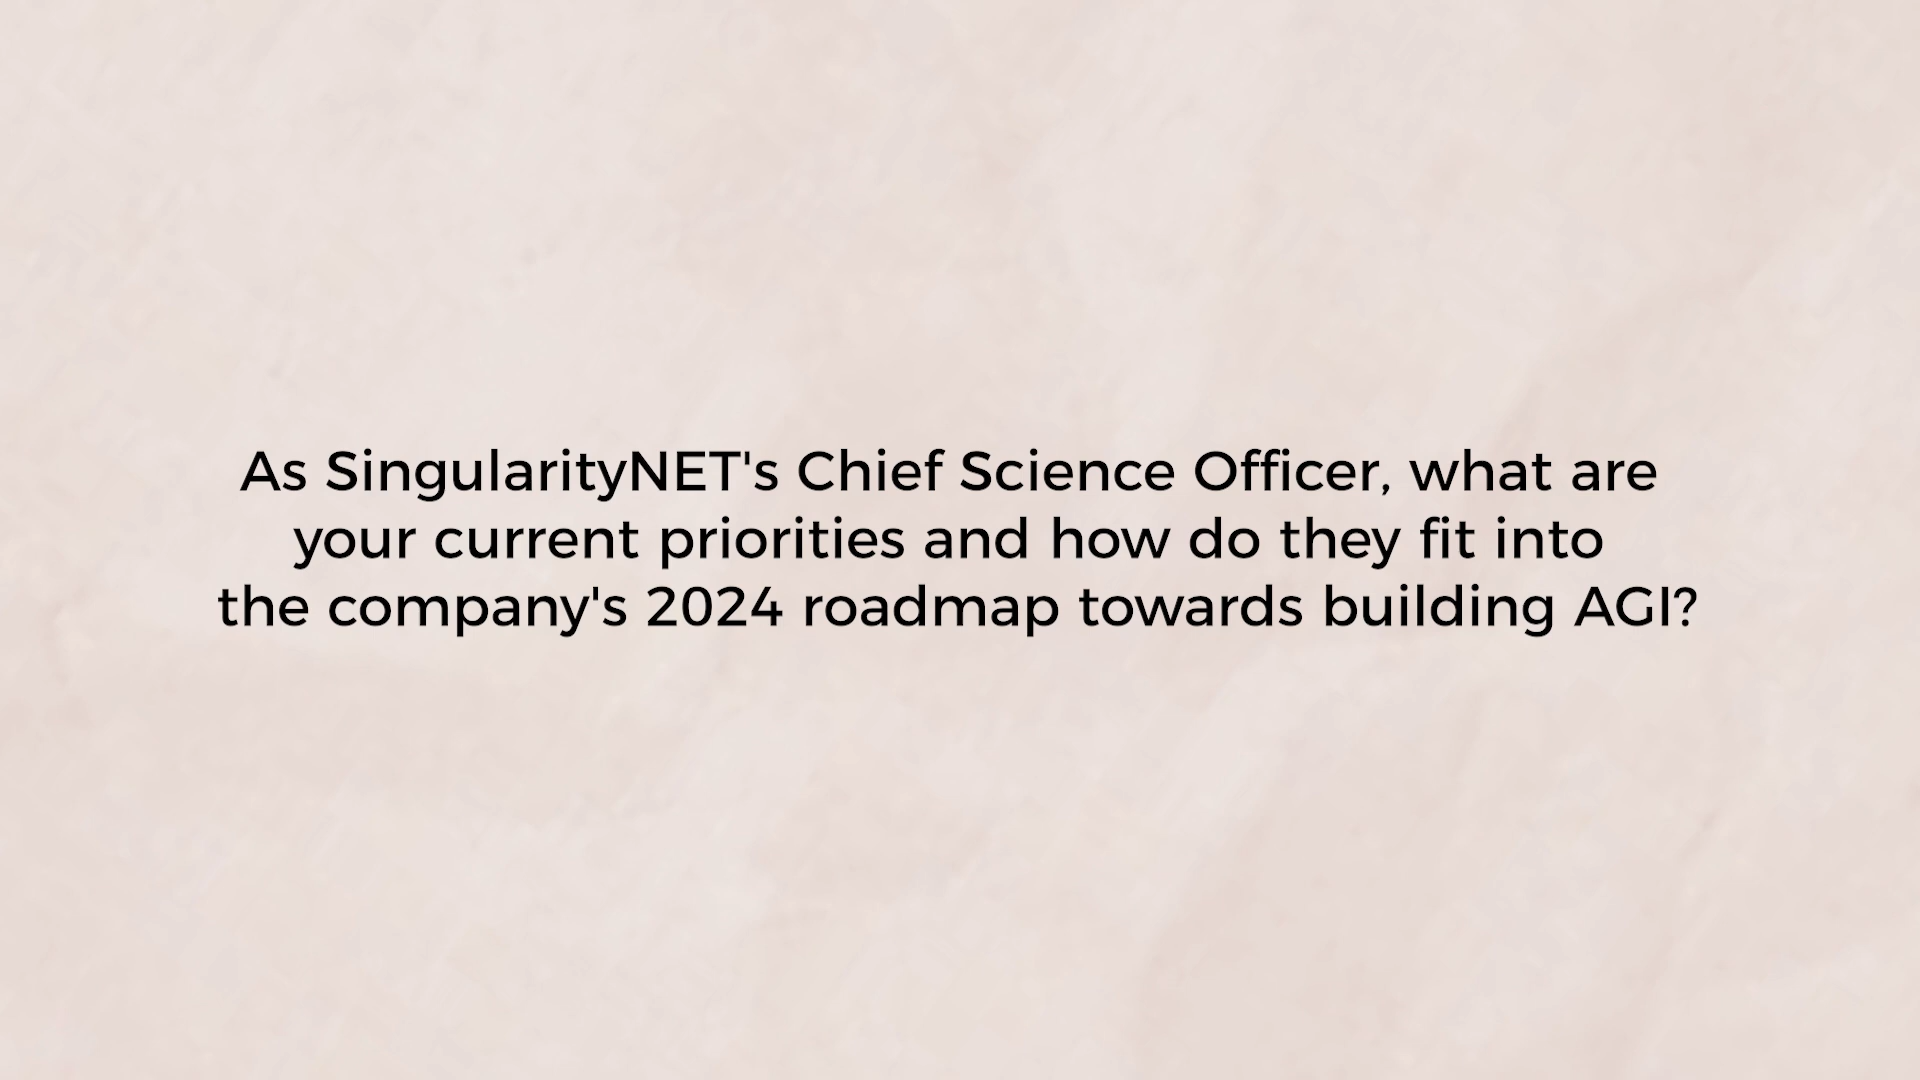 As SingularityNET's Chief Science Officer, what are
your current priorities and how do they fit into
the company's 2024 roadmap towards building AGI?